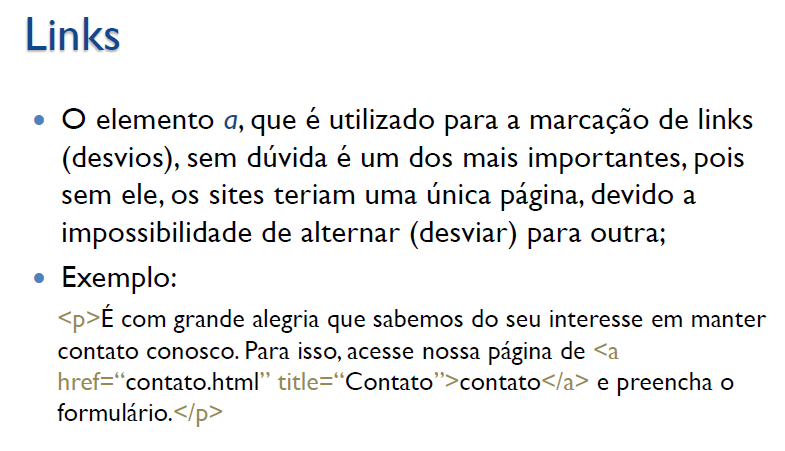 Links
• O elemento a, que é utilizado para a marcação de links
(desvios), sem dúvida é um dos mais importantes, pois
sem ele, os sites teriam uma única página, devido a
impossibilidade de alternar (desviar) para outra;
• Exemplo:
<p>É com grande alegria que sabemos do seu interesse em manter
contato conosco. Para isso, acesse nossa página de <a
href=“contato.html” title=“Contato”>contato</a> e preencha o
formulário.</p>